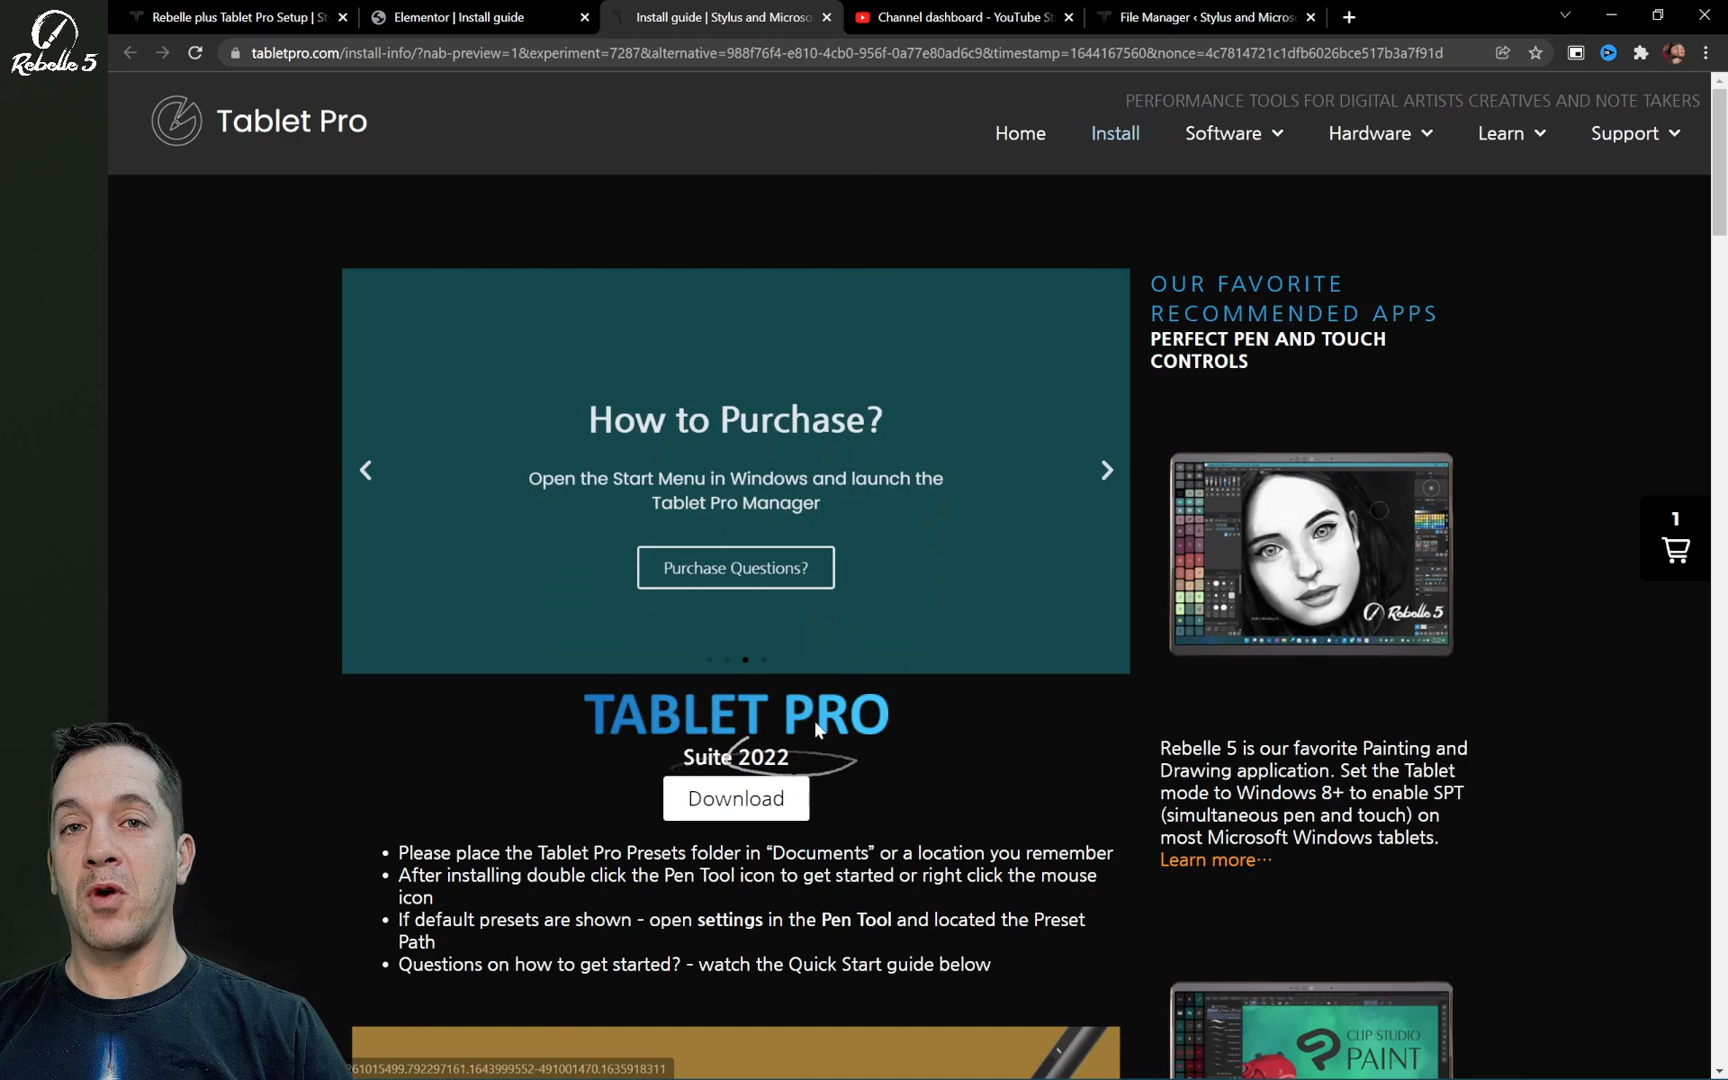 Rebelle 5
Rebelle plus Tablet Pro Setup | St
Elementor | Install guide
Install guide | Stylus and Microso
Channel dashboard - YouTube St
File Manager ‹ Stylus and Micros
tabletpro.com/install-info/?nab-preview=1&experiment=7287&alternative=988f76f4-e810-4cb0-956f-0a77e80ad6c9&timestamp=1644167560&nonce=4c7814721c1dfb6026bce517b3a7f91d
Tablet Pro
PERFORMANCE TOOLS FOR DIGITAL ARTISTS CREATIVES AND NOTE TAKERS
Home Install Software Hardware Learn Support
How to Purchase?
Open the Start Menu in Windows and launch the
Tablet Pro Manager
Purchase Questions?
TABLET PRO
Suite 2022
Download
• Please place the Tablet Pro Presets folder in “Documents” or a location you remember
• After installing double click the Pen Tool icon to get started or right click the mouse
icon
• If default presets are shown - open settings in the Pen Tool and located the Preset
Path
• Questions on how to get started? - watch the Quick Start guide below
261015499.792297161.1643999552-491001470.1635918311
OUR FAVORITE
RECOMMENDED APPS
PERFECT PEN AND TOUCH
CONTROLS
Rebelle 5
Rebelle 5 is our favorite Painting and
Drawing application. Set the Tablet
mode to Windows 8+ to enable SPT
(simultaneous pen and touch) on
most Microsoft Windows tablets.
Learn more…
CLIP STUDIO
PAINT
1